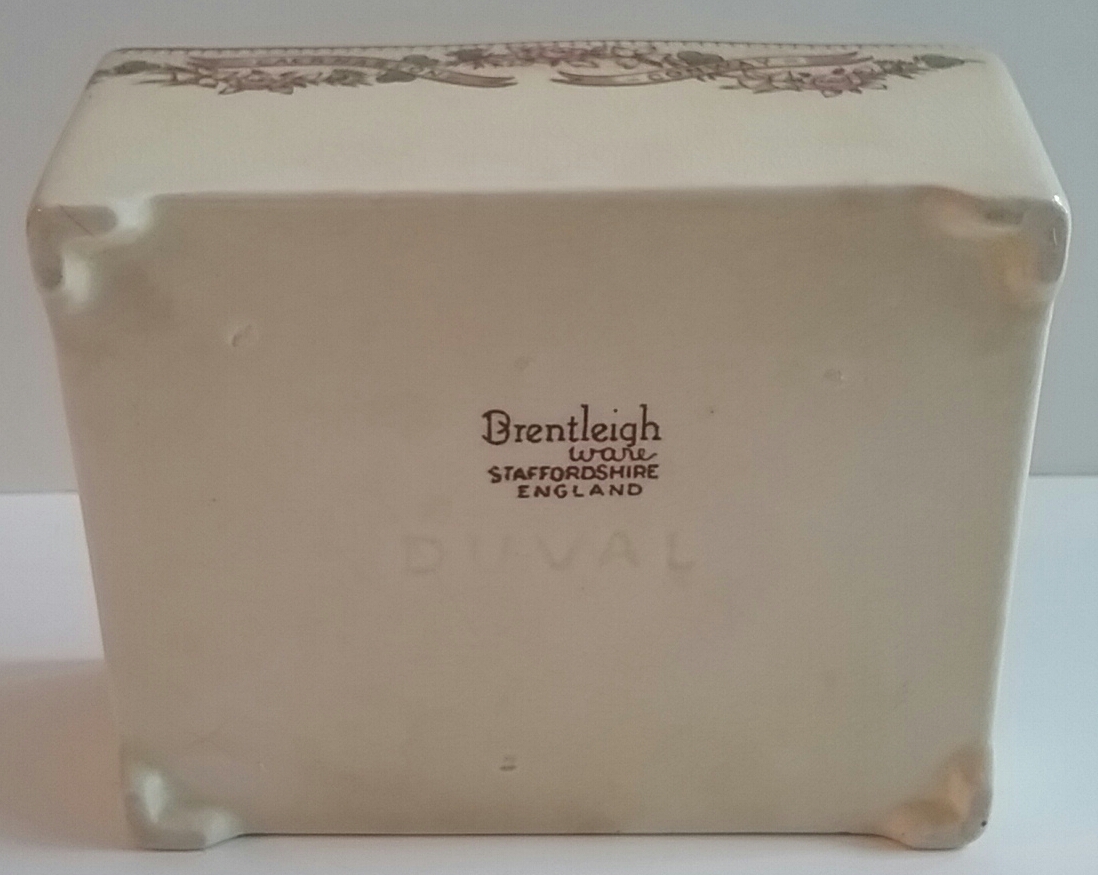 Brentleigh
ware
STAFFORDSHIRE
ENGLAND
DUVAL